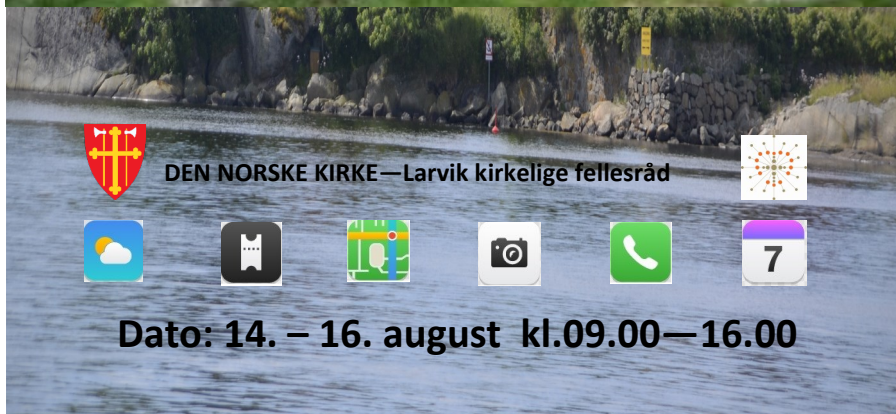 DEN NORSKE KIRKE—Larvik kirkelige fellesråd
7
Dato: 14. – 16. august kl.09.00—16.00